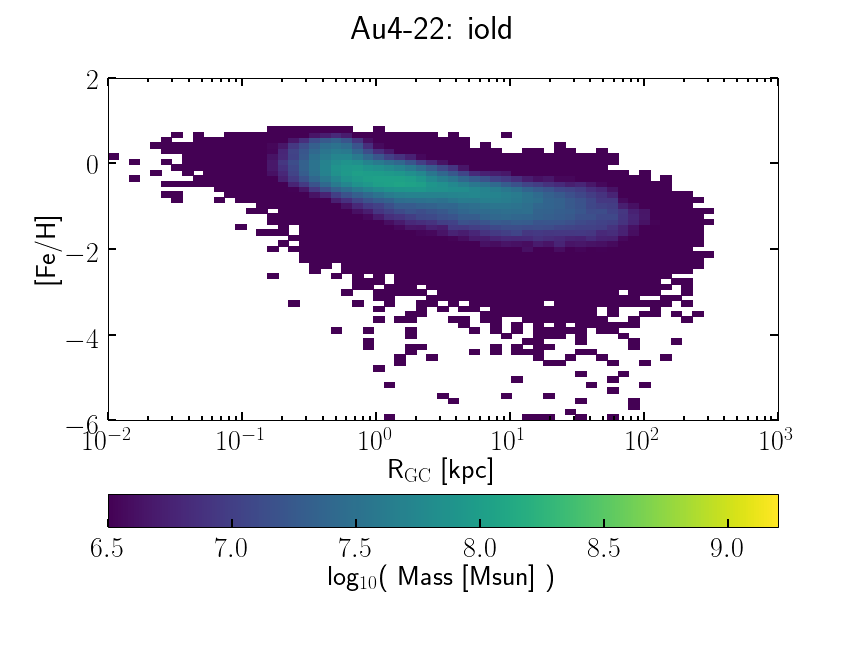 Au4-22: iold
2
0
−2
−4
−6
[Fe/H]
10⁻² 10⁻¹ 10⁰ 10¹ 10² 10³
R_GC [kpc]
6.5 7.0 7.5 8.0 8.5 9.0
log₁₀( Mass [Msun] )